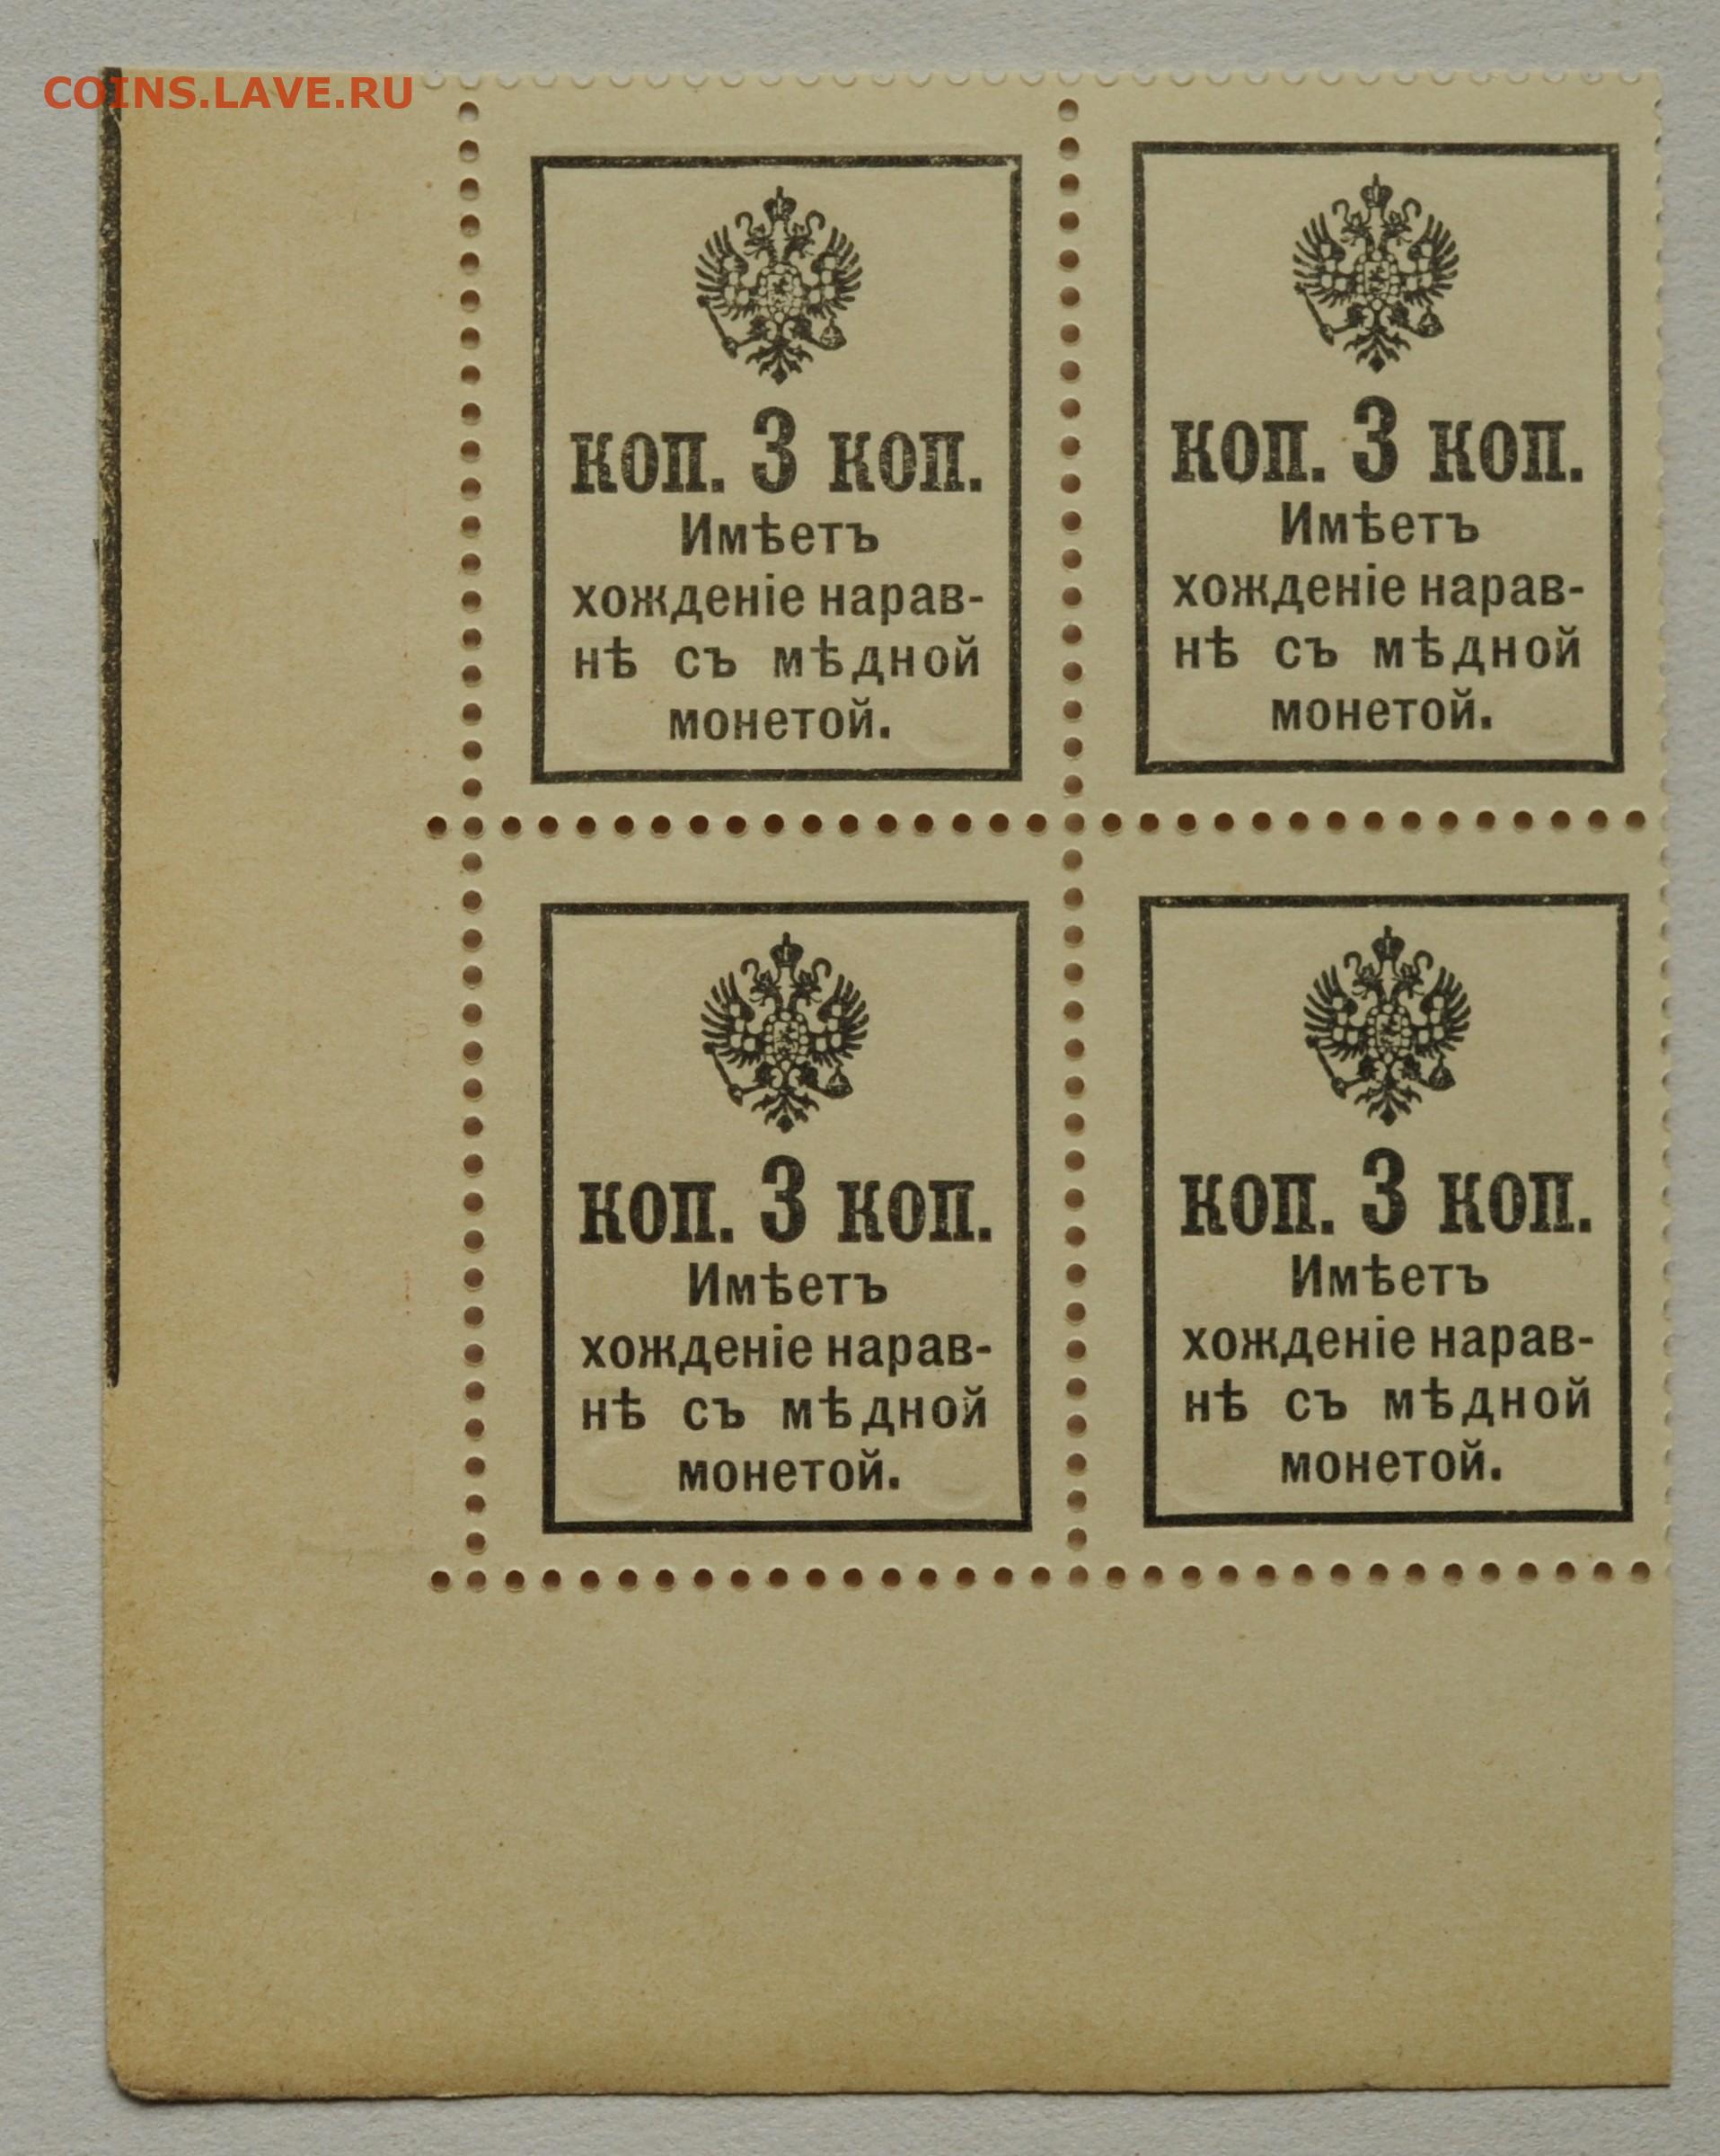 COINS.LAVE.RU
коп. 3 коп.
Имѣетъ
хожденіе нарав-
нѣ съ мѣдной
монетой.
коп. 3 коп.
Имѣетъ
хожденіе нарав-
нѣ съ мѣдной
монетой.
коп. 3 коп.
Имѣетъ
хожденіе нарав-
нѣ съ мѣдной
монетой.
коп. 3 коп.
Имѣетъ
хожденіе нарав-
нѣ съ мѣдной
монетой.